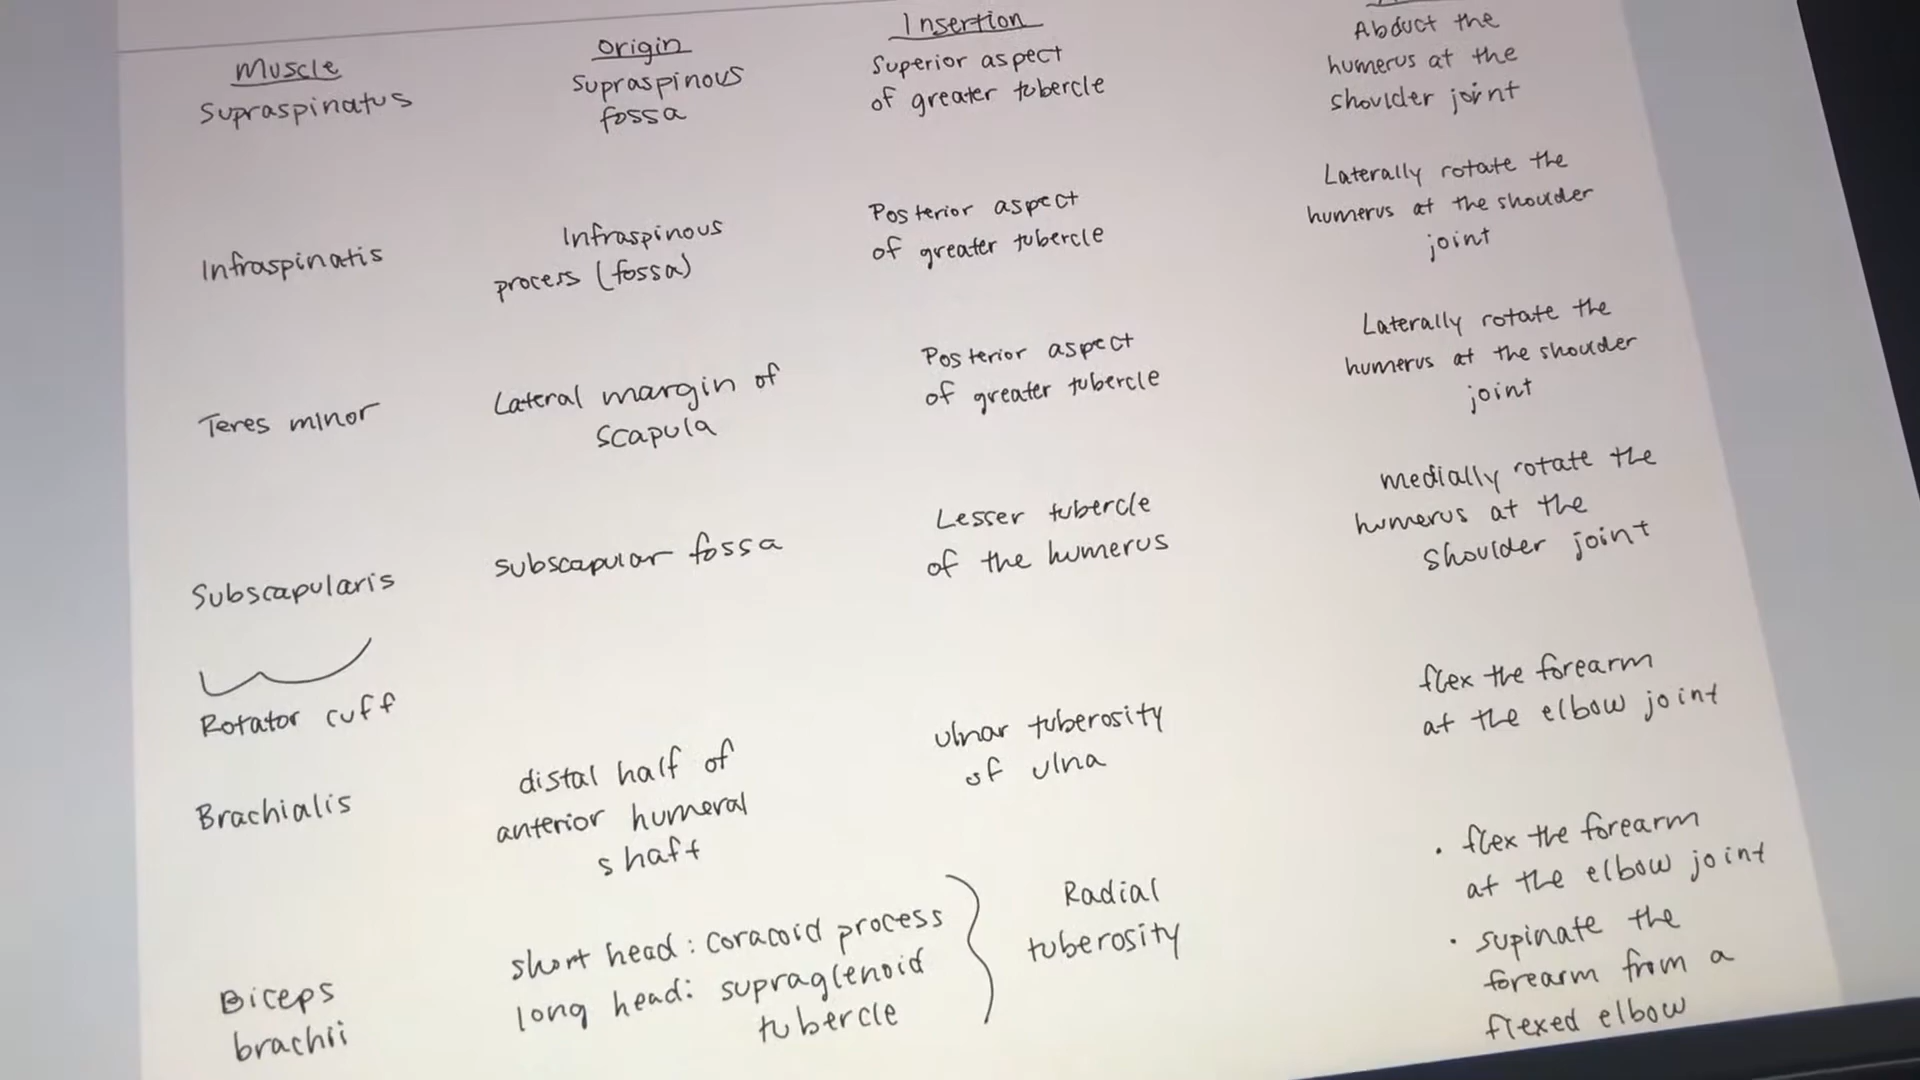 Muscle
Origin
Insertion
Supraspinatus
Supraspinous
fossa
Superior aspect
of greater tubercle
Abduct the
humerus at the
shoulder joint
Infraspinatis
Infraspinous
process (fossa)
Posterior aspect
of greater tubercle
Laterally rotate the
humerus at the shoulder
joint
Teres minor
Lateral margin of
scapula
Posterior aspect
of greater tubercle
Laterally rotate the
humerus at the shoulder
joint
Subscapularis
subscapular fossa
Lesser tubercle
of the humerus
medially rotate the
humerus at the
shoulder joint
Rotator cuff
Brachialis
distal half of
anterior humeral
shaft
ulnar tuberosity
of ulna
flex the forearm
at the elbow joint
Biceps
brachii
short head: coracoid process
long head: supraglenoid
tubercle
Radial
tuberosity
• flex the forearm
at the elbow joint
• supinate the
forearm from a
flexed elbow